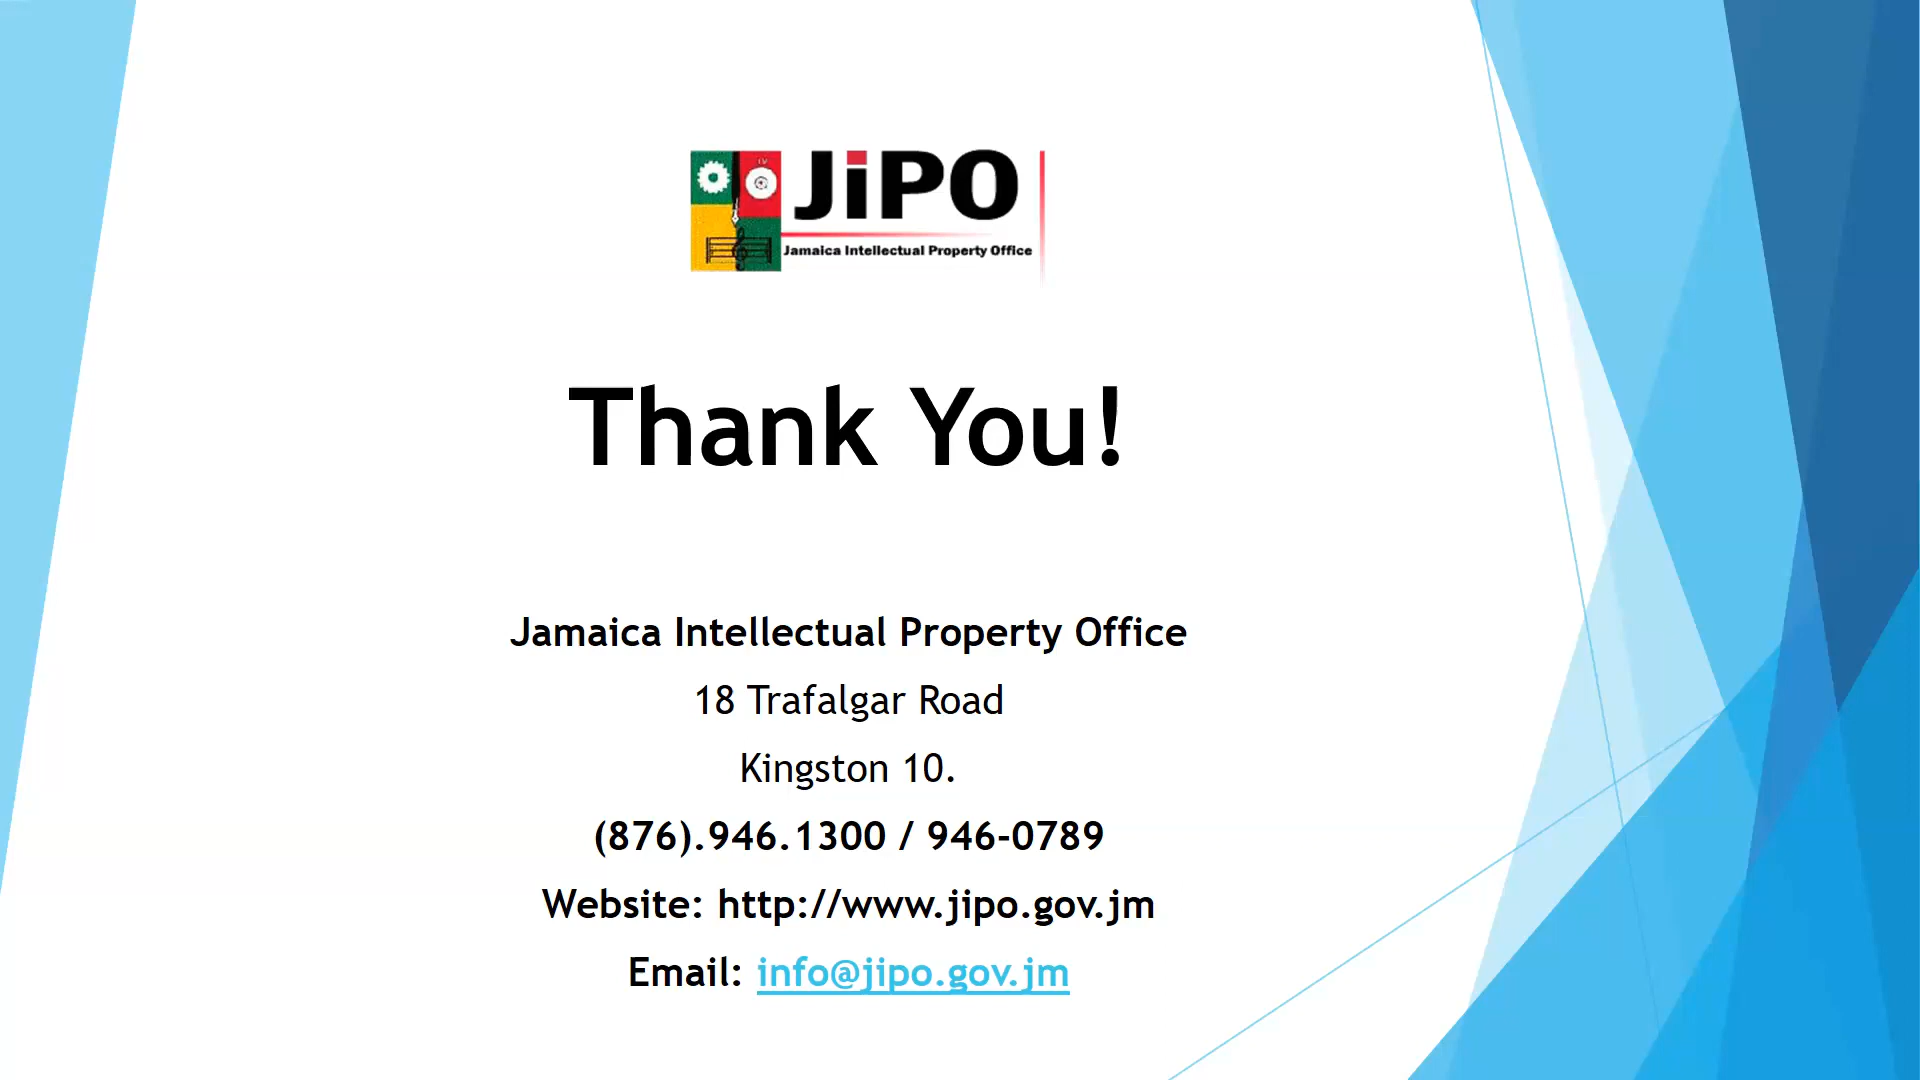 JiPO
Jamaica Intellectual Property Office
Thank You!
Jamaica Intellectual Property Office
18 Trafalgar Road
Kingston 10.
(876).946.1300 / 946-0789
Website: http://www.jipo.gov.jm
Email: info@jipo.gov.jm